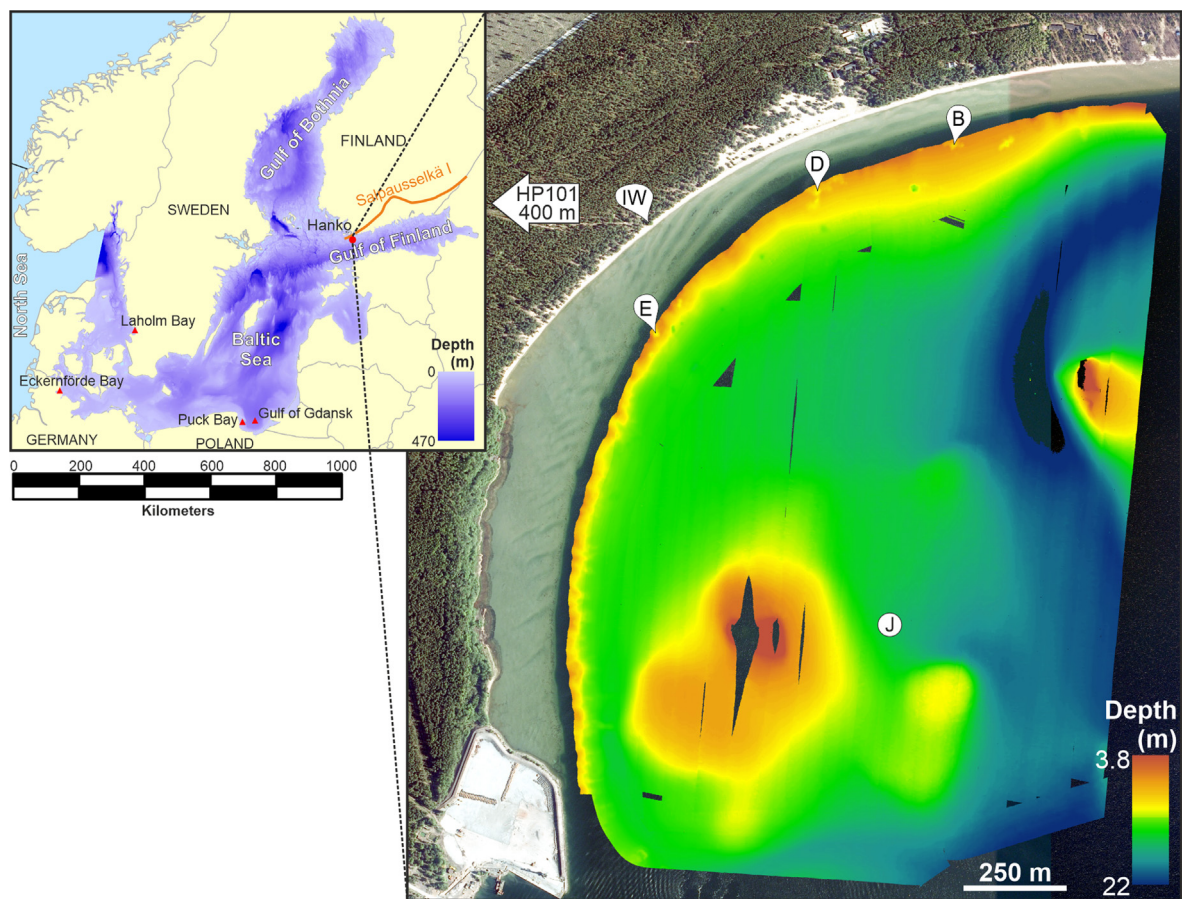 Gulf of Bothnia
FINLAND
Salpausselkä I
SWEDEN
Hanko
Gulf of Finland
North Sea
Laholm Bay
Baltic
Sea
Depth
(m)
0
470
Eckernförde Bay
Puck Bay
Gulf of Gdansk
GERMANY
POLAND
0 200 400 600 800 1000
Kilometers
HP101
400 m
IW
B
D
E
J
Depth
(m)
3.8
22
250 m